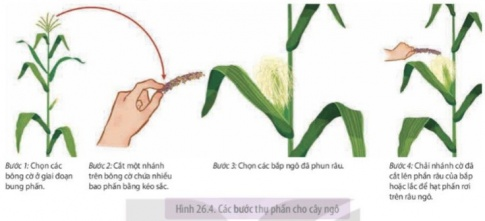 Bước 1: Chọn các
bông cờ ở giai đoạn
bung phấn.
Bước 2: Cắt một nhánh
trên bông cờ chứa nhiều
bao phấn bằng kéo sắc.
Bước 3: Chọn các bắp ngô đã phun râu.
Bước 4: Chải nhánh cờ đã
cắt lên phần râu của bắp
hoặc lắc để hạt phấn rơi
trên râu ngô.
Hình 26.4. Các bước thụ phấn cho cây ngô